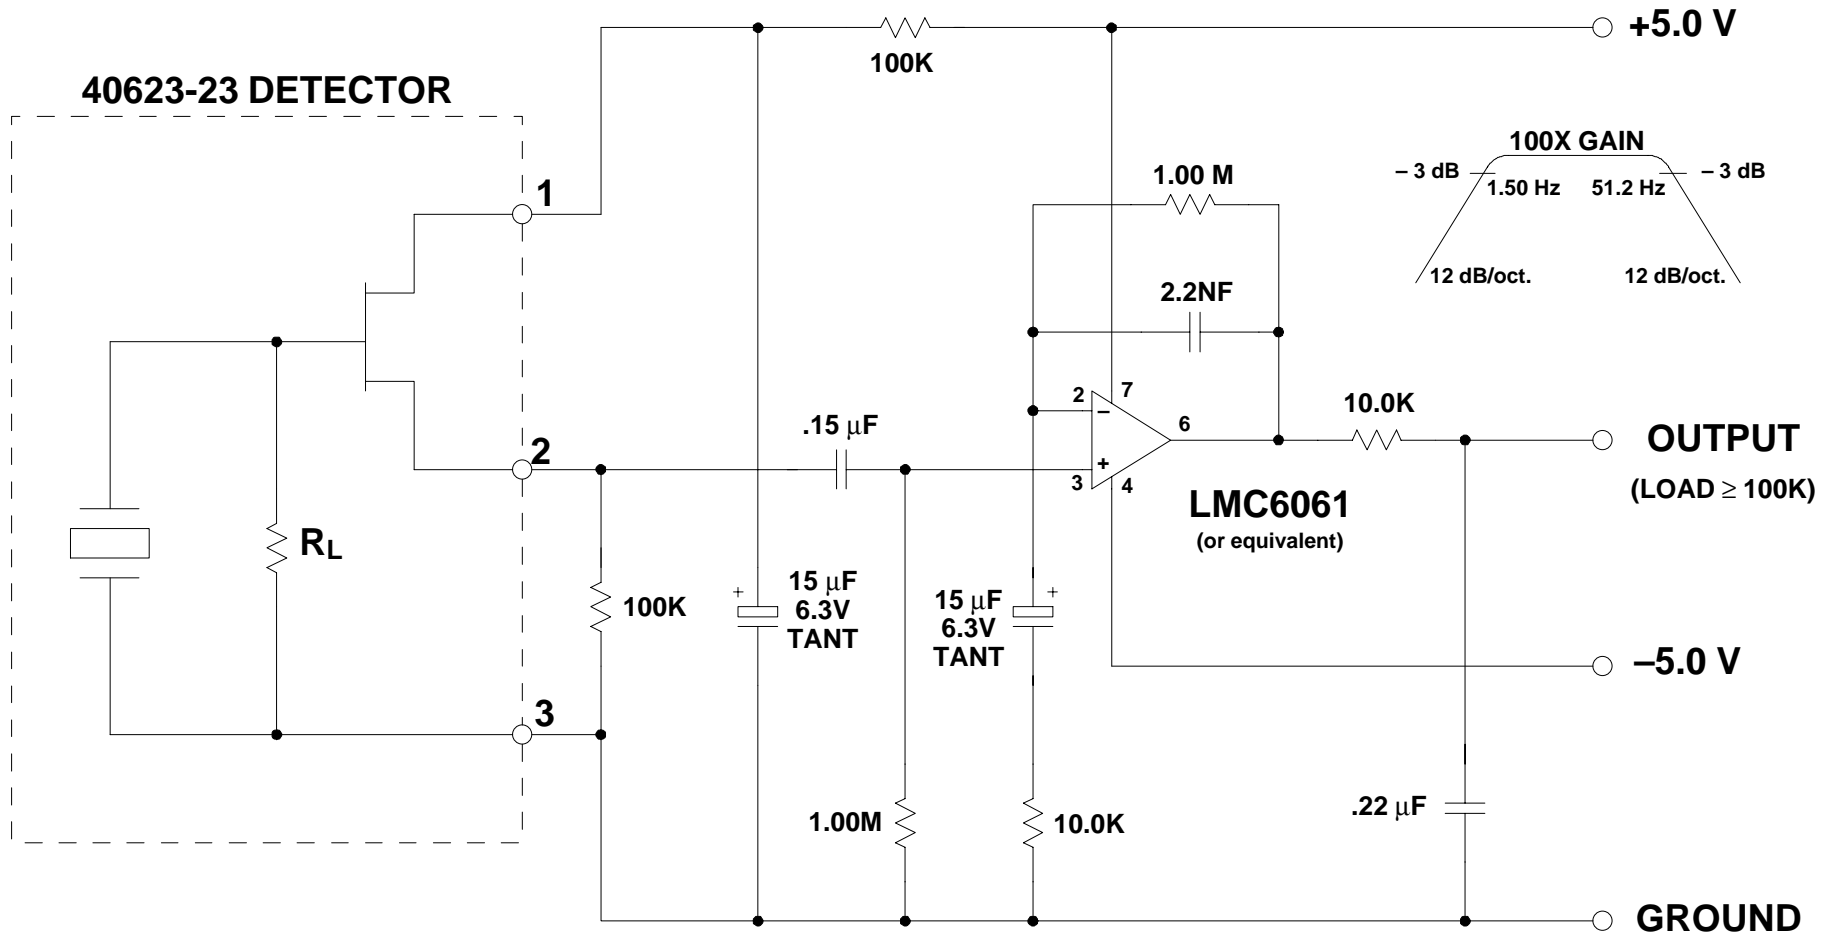 +5.0 V
100K
40623-23 DETECTOR
100X GAIN
– 3 dB
– 3 dB
1.50 Hz
51.2 Hz
12 dB/oct.
12 dB/oct.
1
1.00 M
2.2NF
2
7
–
6
+
3
4
10.0K
OUTPUT
(LOAD ≥ 100K)
.15 μF
2
LMC6061
(or equivalent)
RL
100K
+
15 μF
6.3V
TANT
+
15 μF
6.3V
TANT
–5.0 V
3
1.00M
10.0K
.22 μF
GROUND